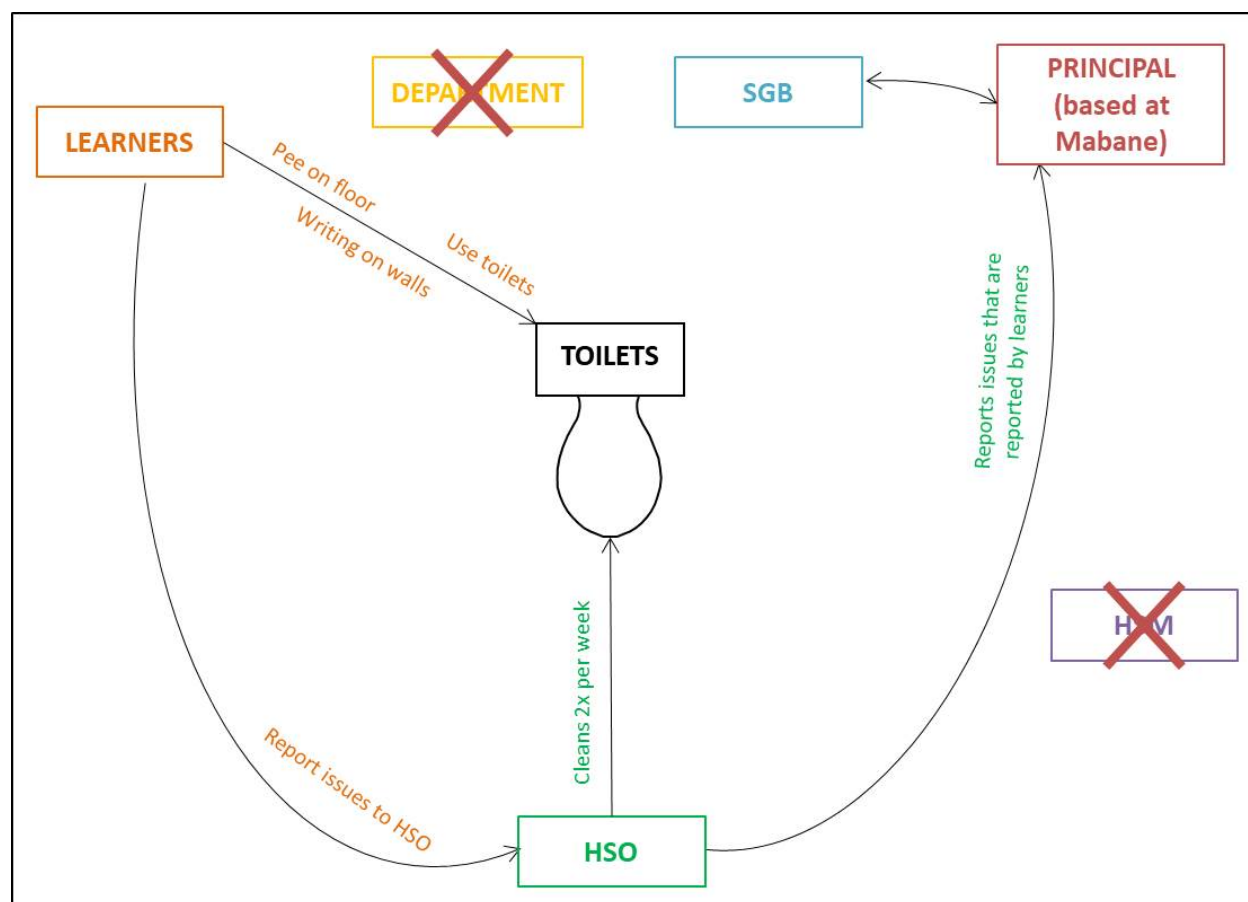 DEPARTMENT
SGB
PRINCIPAL
(based at
Mabane)
LEARNERS
Pee on floor
Writing on walls
Use toilets
TOILETS
Reports issues that are
reported by learners
Cleans 2x per week
Report issues to HSO
HSO